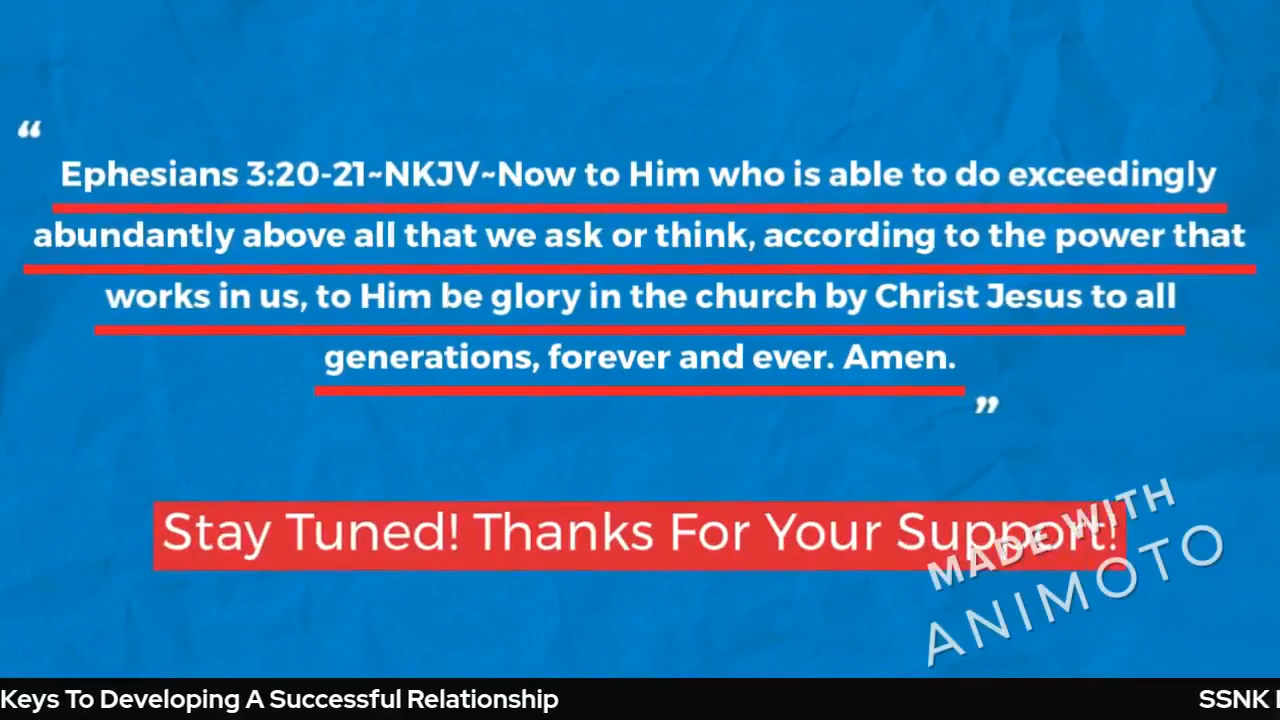 “
Ephesians 3:20-21~NKJV~Now to Him who is able to do exceedingly
abundantly above all that we ask or think, according to the power that
works in us, to Him be glory in the church by Christ Jesus to all
generations, forever and ever. Amen.
”
Stay Tuned! Thanks For Your Support!
MADE WITH
ANIMOTO
Keys To Developing A Successful Relationship
SSNK